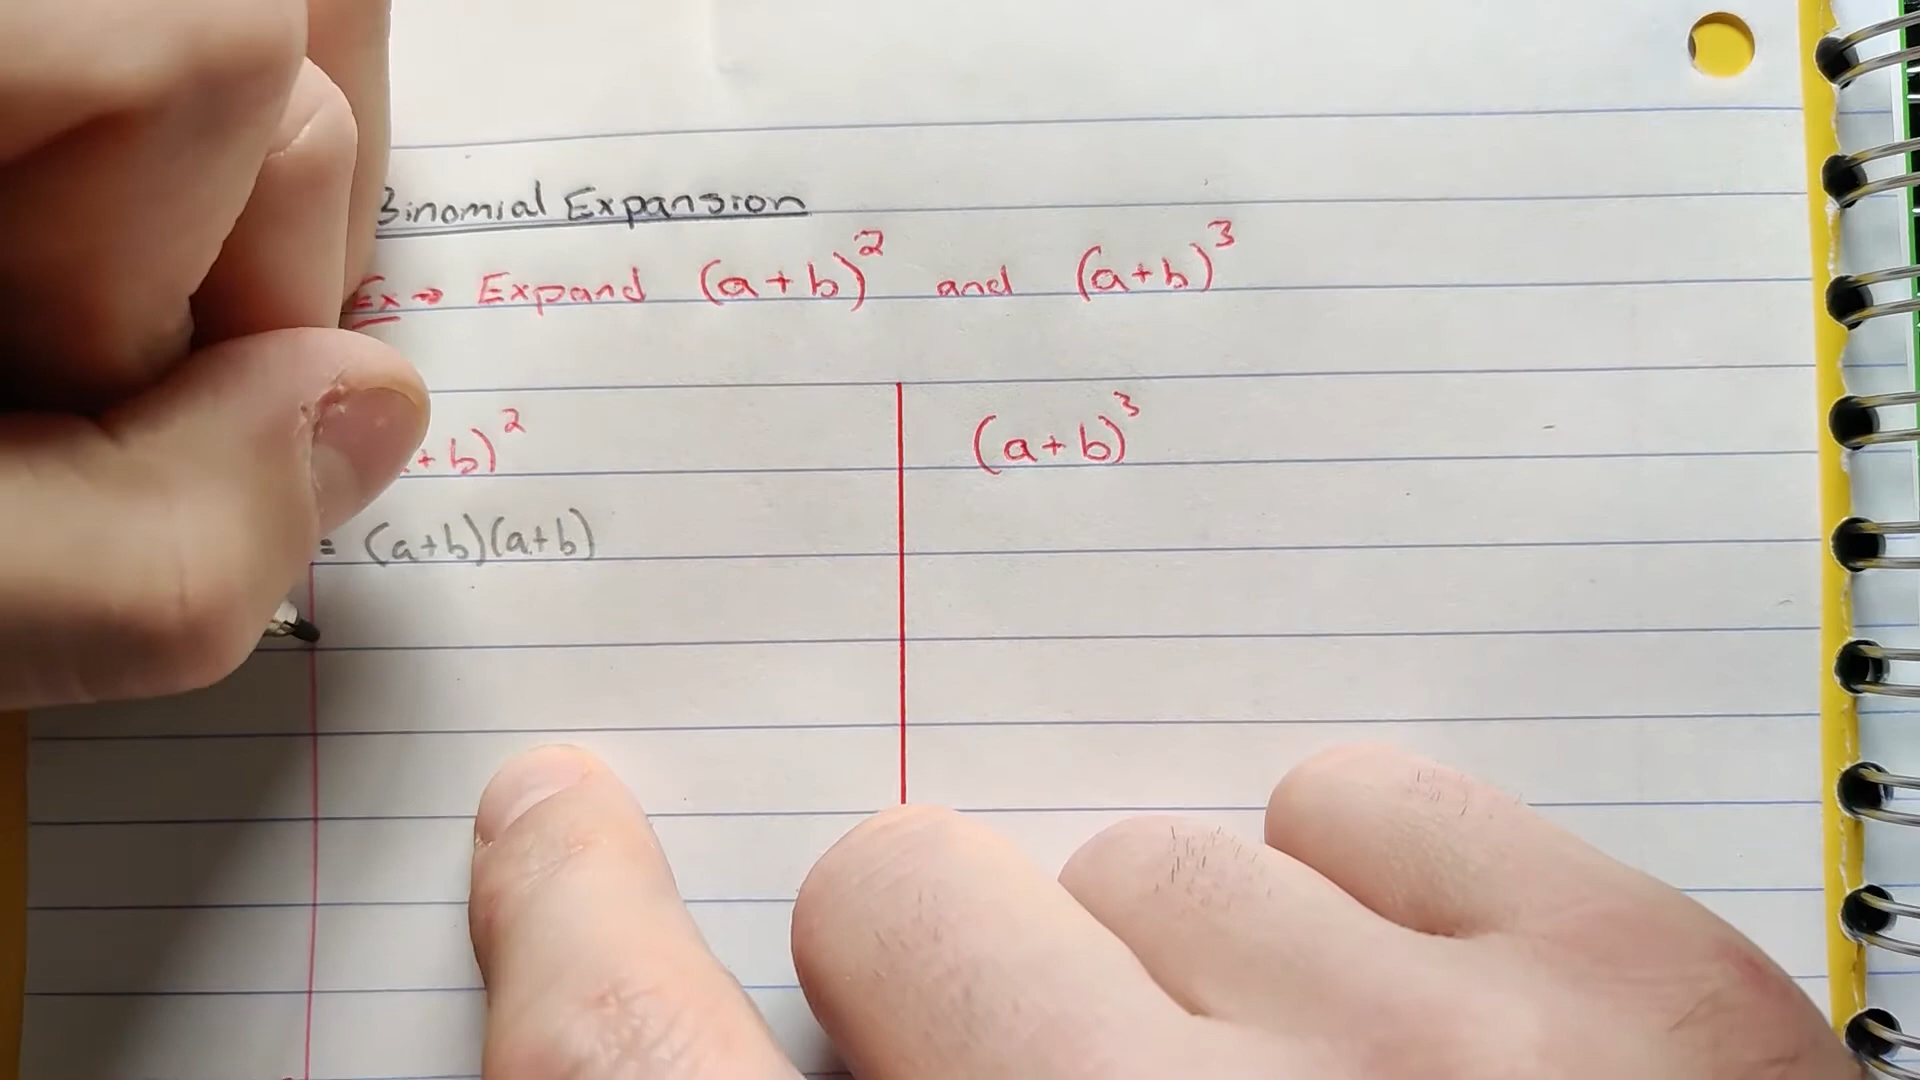 Binomial Expansion
Ex → Expand (a+b)² and (a+b)³
+ b)²
(a+b)³
= (a+b)(a+b)